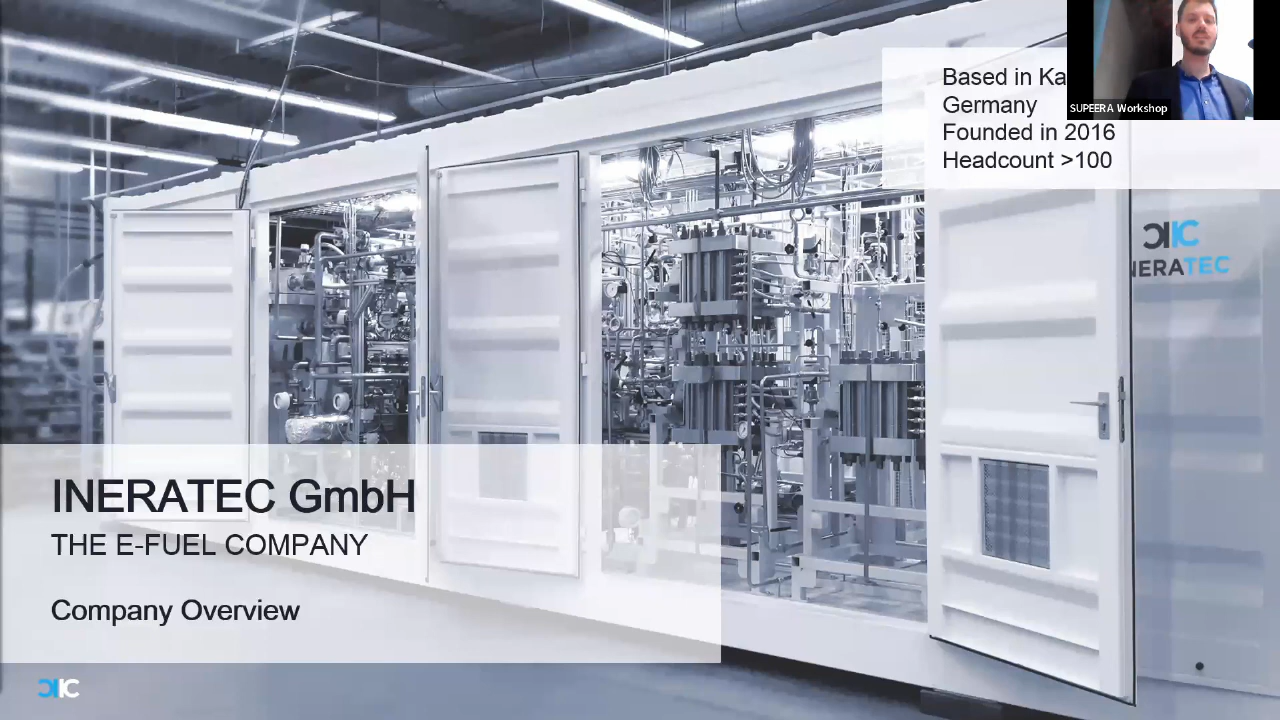 Based in Ka
Germany
Founded in 2016
Headcount >100
SUPEERA Workshop
NERATEC
INERATEC GmbH
THE E-FUEL COMPANY
Company Overview